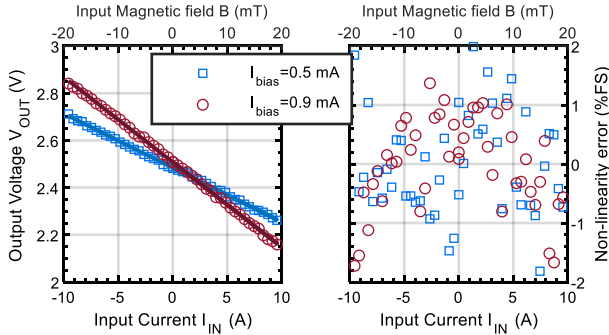 Input Magnetic field B (mT)
-20 -10 0 10 20
3
2.8
2.6
2.4
2.2
2
Output Voltage V_OUT (V)
-10 -5 0 5 10
Input Current I_IN (A)
I_bias=0.5 mA
I_bias=0.9 mA
Input Magnetic field B (mT)
-20 -10 0 10 20
2
1
0
-1
-2
Non-linearity error (%FS)
-10 -5 0 5 10
Input Current I_IN (A)